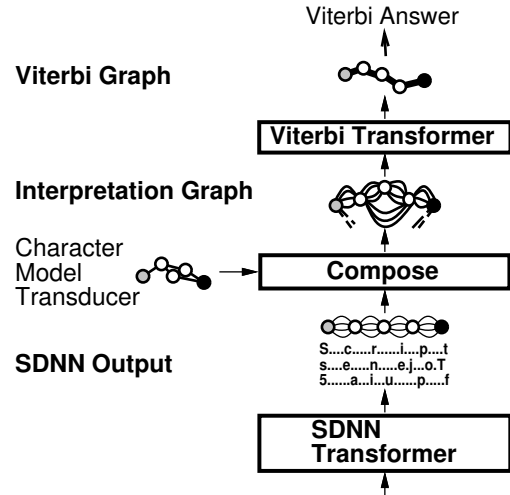 Viterbi Answer
Viterbi Graph
Viterbi Transformer
Interpretation Graph
Character
Model
Transducer
Compose
SDNN Output
S....c.....r......i....p....t
s....e.....n.....e.j...o.T
5......a...i...u......p.....f
SDNN
Transformer